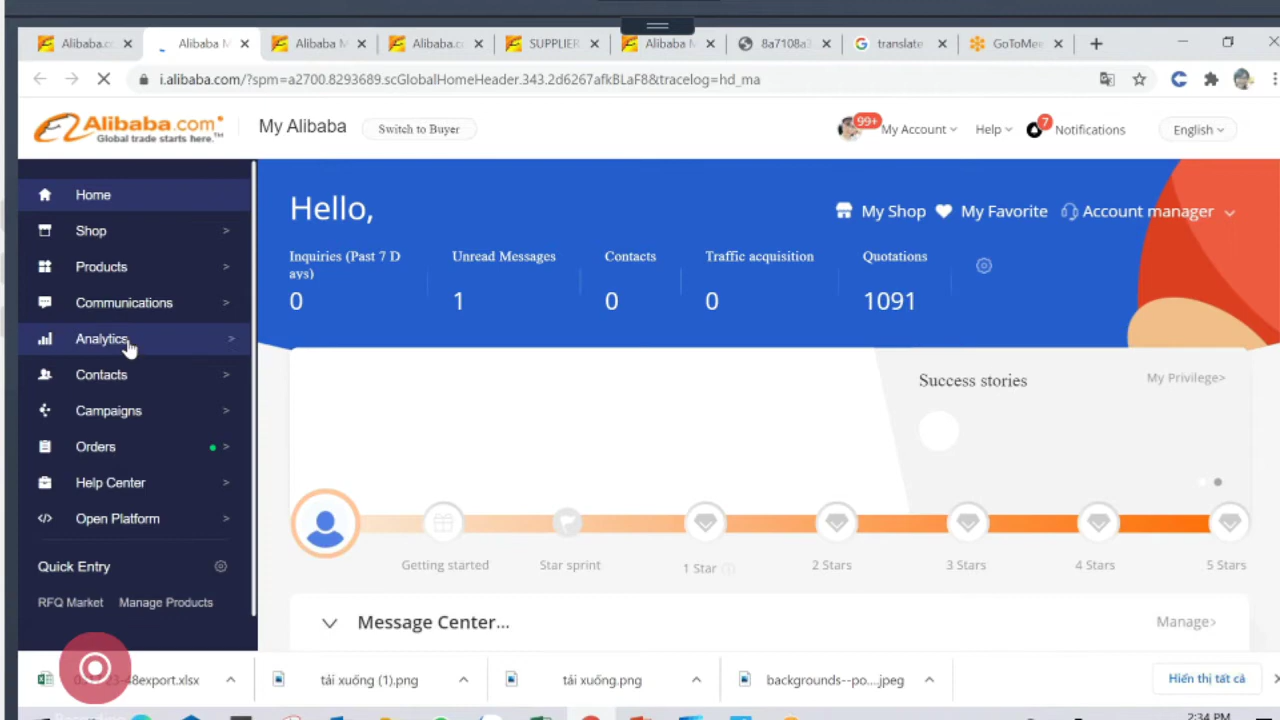 Alibaba.co
Alibaba M
Alibaba M
Alibaba.co
SUPPLIER
Alibaba M
8a7108a2
translate
GoToMee
i.alibaba.com/?spm=a2700.8293689.scGlobalHomeHeader.343.2d6267afkBLaF8&tracelog=hd_ma
Alibaba.com
Global trade starts here.™
My Alibaba
Switch to Buyer
99+
My Account
Help
7
Notifications
English
Home
Shop >
Products >
Communications >
Analytics >
Contacts >
Campaigns >
Orders >
Help Center >
Open Platform >
Quick Entry
RFQ Market Manage Products
Hello,
My Shop
My Favorite
Account manager
Inquiries (Past 7 D
ays)
0
Unread Messages
1
Contacts
0
Traffic acquisition
0
Quotations
1091
Success stories
My Privilege>
Getting started
Star sprint
1 Star
2 Stars
3 Stars
4 Stars
5 Stars
Message Center...
Manage>
23-48export.xlsx
tải xuống (1).png
tải xuống.png
backgrounds--po....jpeg
Hiển thị tất cả
2:34 PM